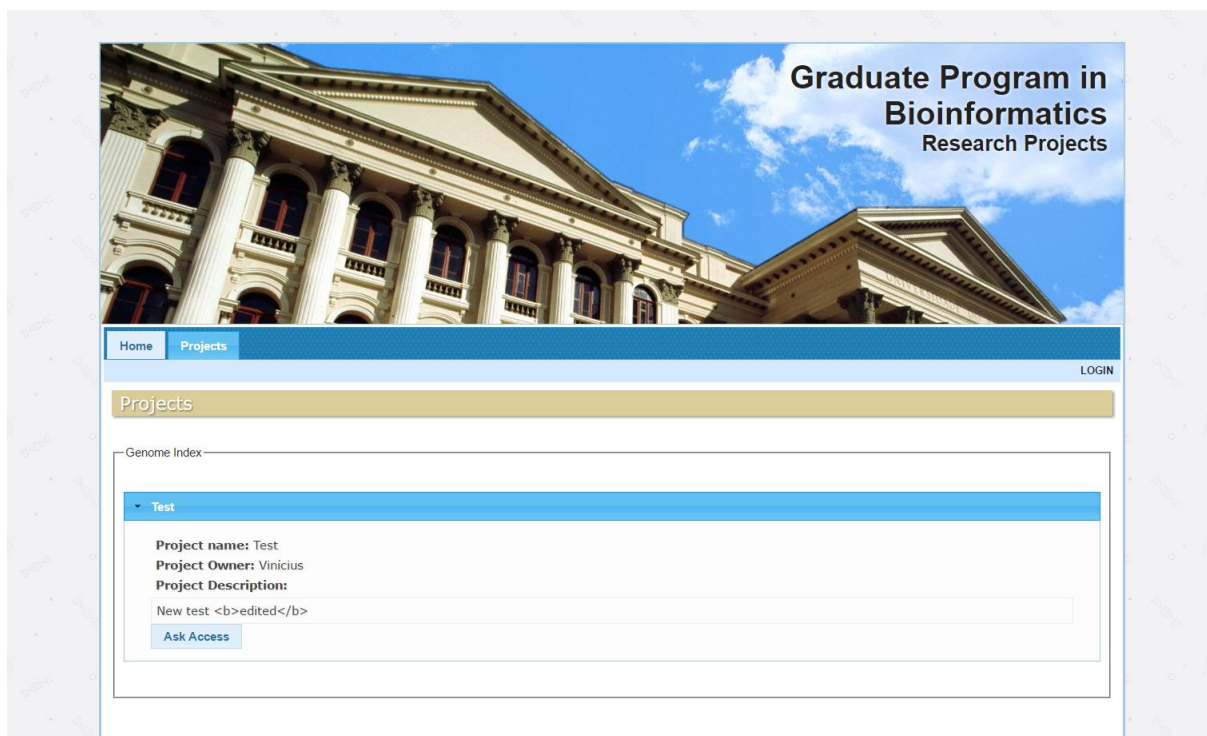 Graduate Program in
Bioinformatics
Research Projects
Home Projects
LOGIN
Projects
Genome Index
Test
Project name: Test
Project Owner: Vinícius
Project Description:
New test <b>edited</b>
Ask Access